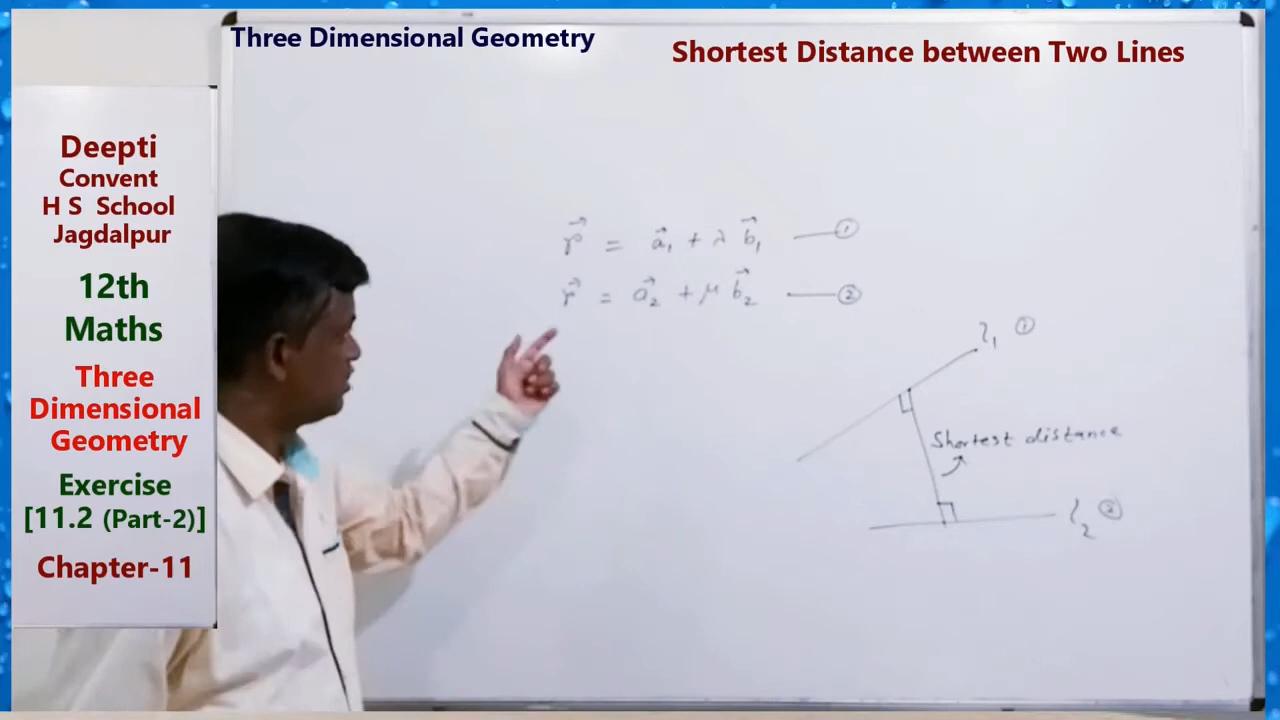 Three Dimensional Geometry
Shortest Distance between Two Lines
Deepti
Convent
H S School
Jagdalpur
12th
Maths
Three
Dimensional
Geometry
Exercise
[11.2 (Part-2)]
Chapter-11
r⃗ = a⃗₁ + λ b⃗₁ —①
r⃗ = a⃗₂ + μ b⃗₂ —②
l₁ ①
Shortest distance
l₂ ②